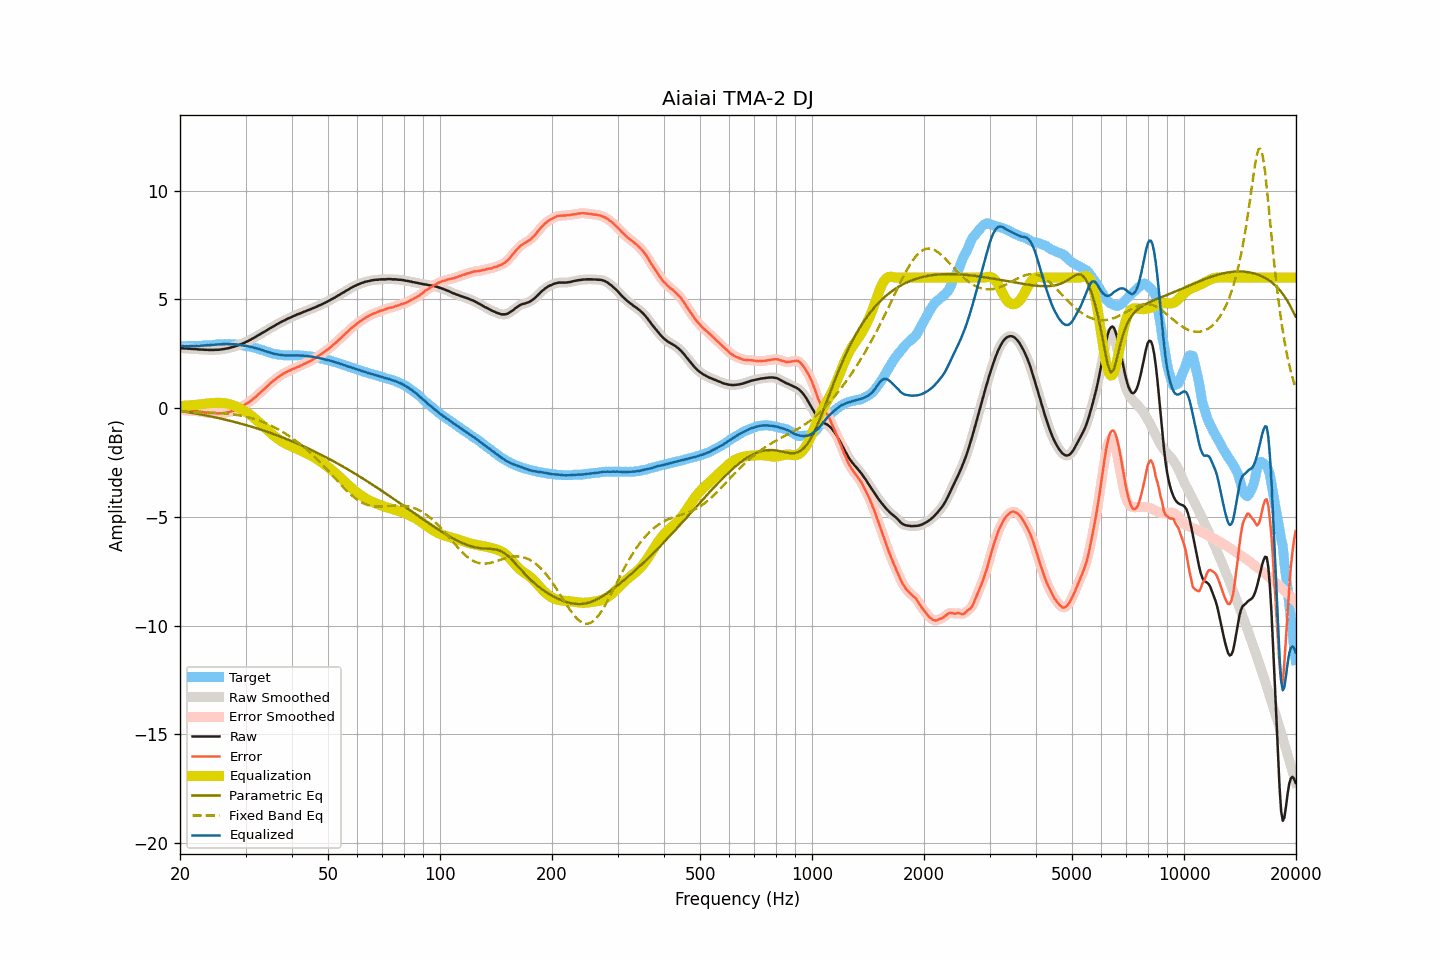 Aiaiai TMA-2 DJ
Amplitude (dBr)
10
5
0
−5
−10
−15
−20
Target
Raw Smoothed
Error Smoothed
Raw
Error
Equalization
Parametric Eq
Fixed Band Eq
Equalized
20 50 100 200 500 1000 2000 5000 10000 20000
Frequency (Hz)